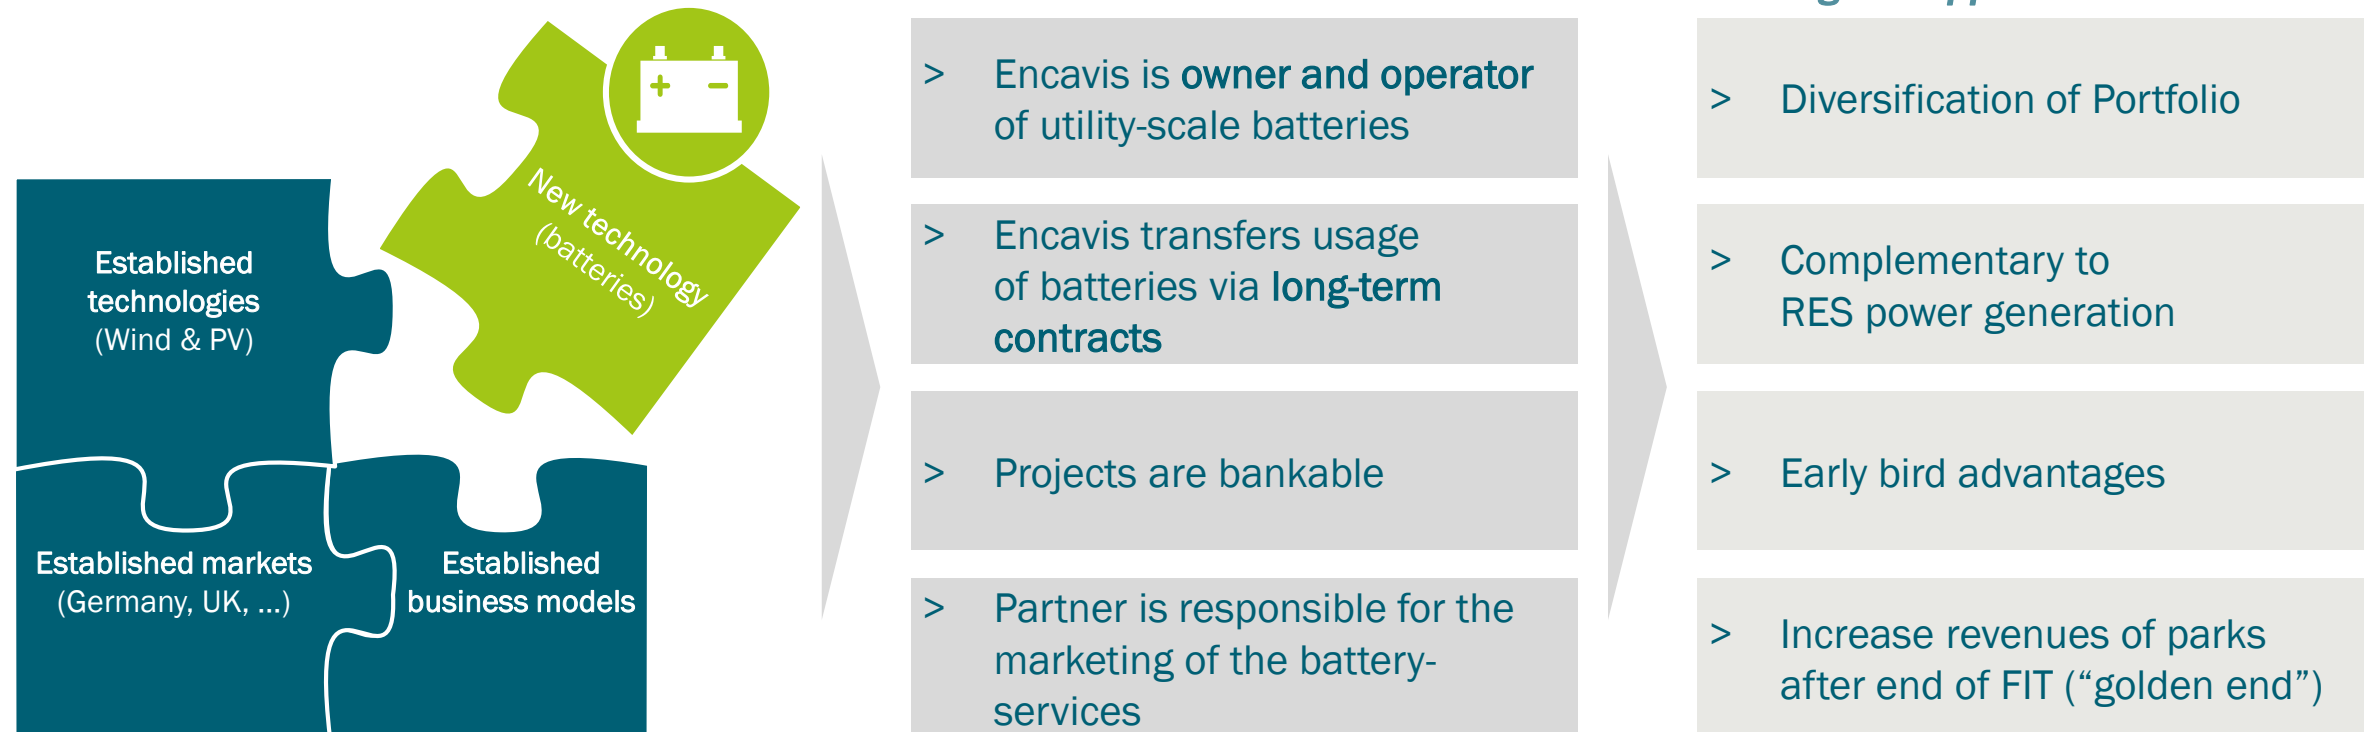 New technology
(batteries)
Established
technologies
(Wind & PV)
Established markets
(Germany, UK, ...)
Established
business models
> Encavis is owner and operator
of utility-scale batteries
> Encavis transfers usage
of batteries via long-term
contracts
> Projects are bankable
> Partner is responsible for the
marketing of the battery-
services
> Diversification of Portfolio
> Complementary to
RES power generation
> Early bird advantages
> Increase revenues of parks
after end of FIT (“golden end”)